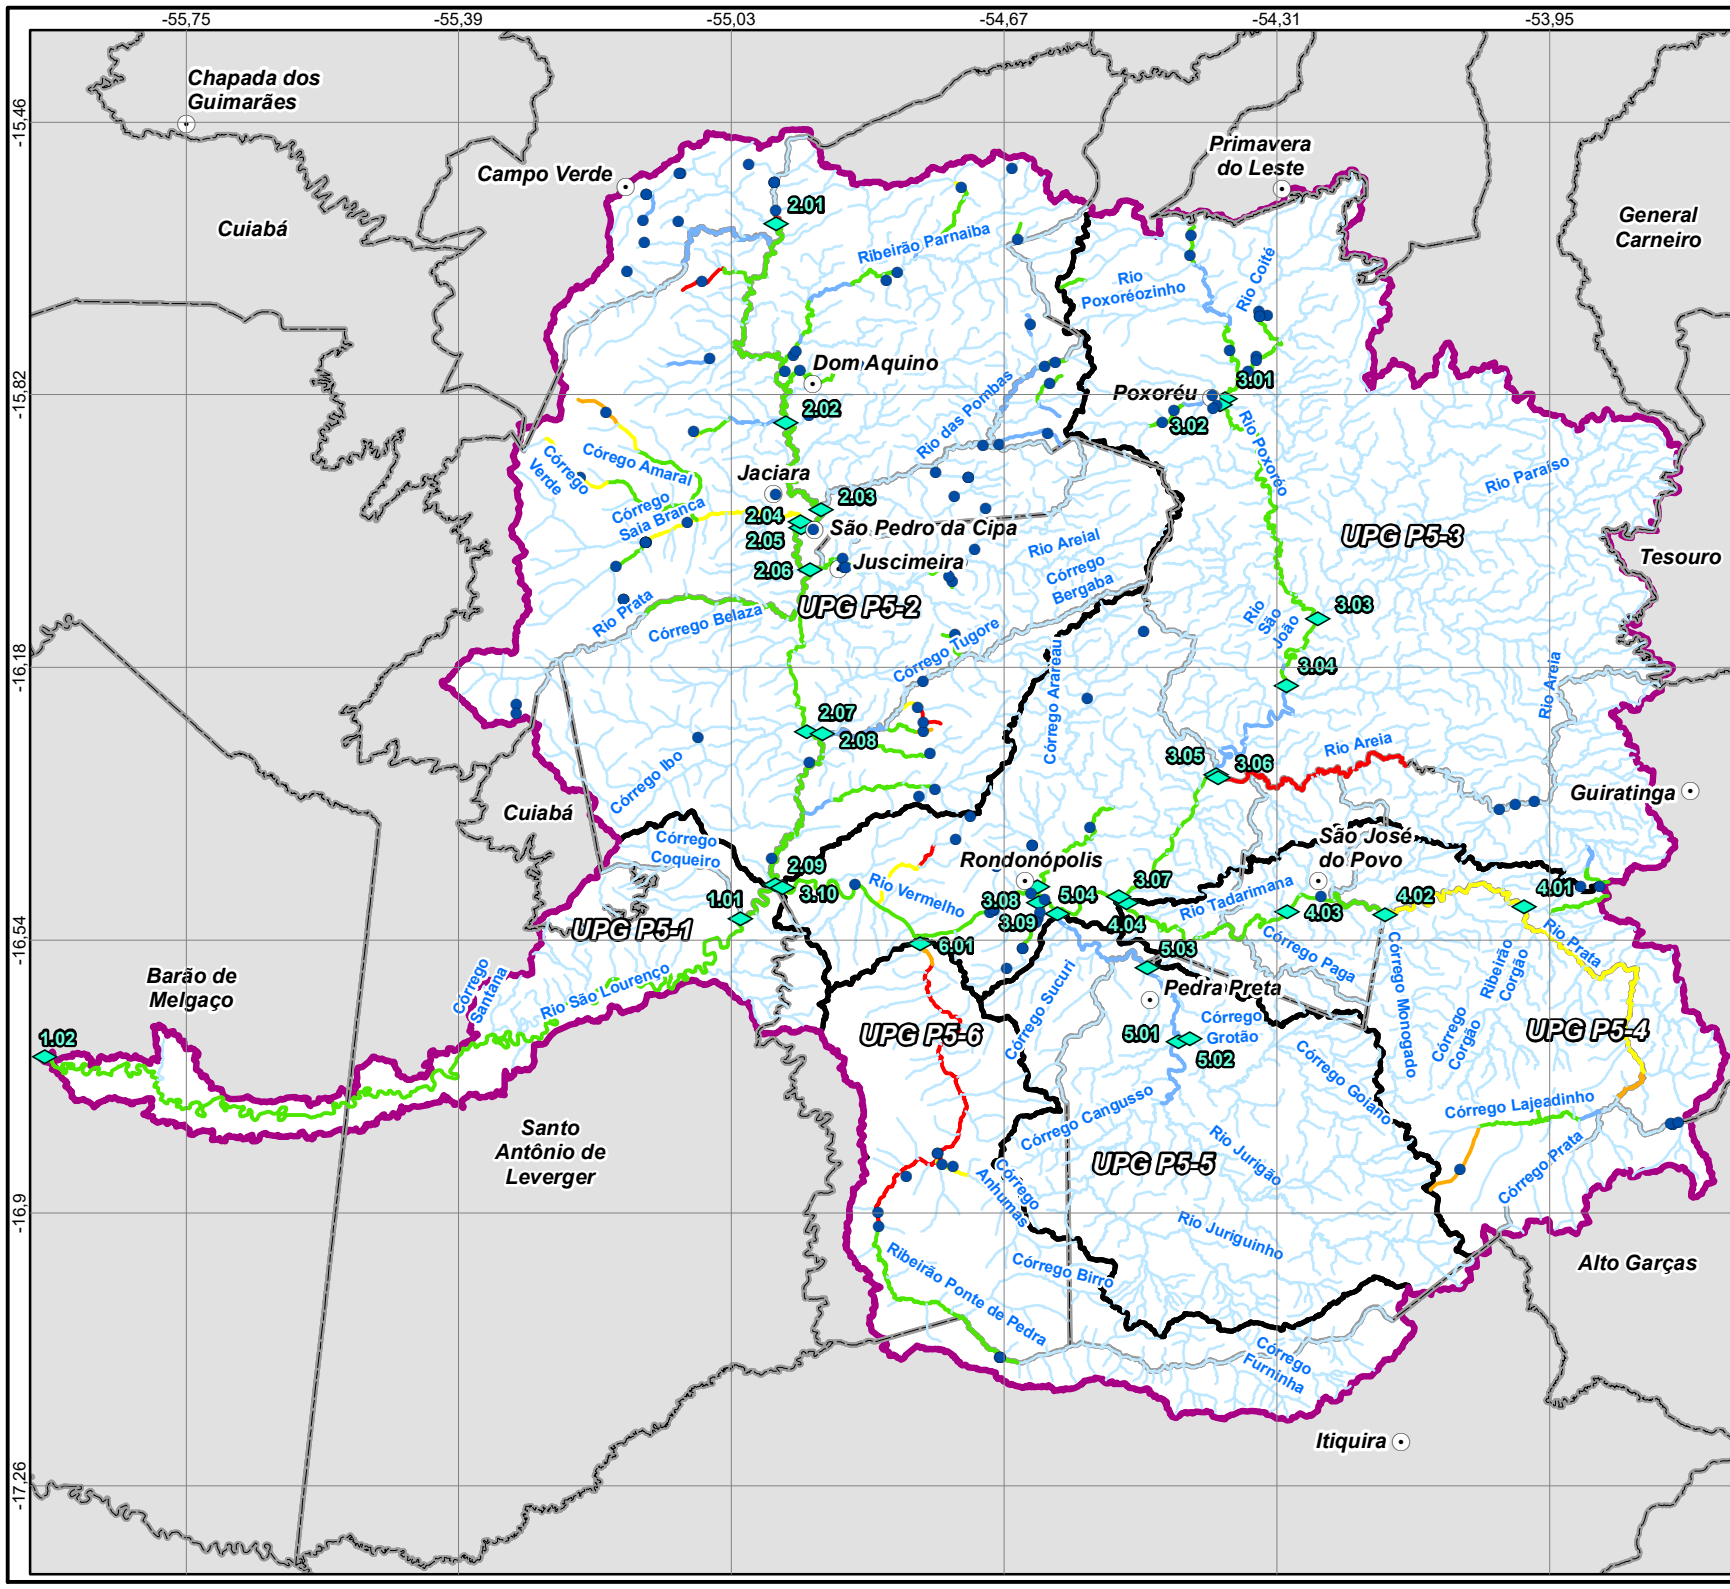 -55,75
-55,39
-55,03
-54,67
-54,31
-53,95
-15,46
-15,82
-16,18
-16,54
-16,9
-17,26
Chapada dos
Guimarães
Campo Verde
Cuiabá
Primavera
do Leste
General
Carneiro
2.01
Ribeirão Parnaiba
Rio
Poxoréozinho
Rio Coité
Dom Aquino
2.02
Rio das Pombas
Poxoréu
3.01
3.02
Rio Poxoréo
Rio Paraíso
Córrego
Verde
Córego Amaral
Córrego
Saia Branca
Jaciara
2.03
2.04
São Pedro da Cipa
2.05
2.06
Juscimeira
UPG P5-2
UPG P5-3
Tesouro
Rio Areial
Córrego
Bergaba
Rio Prata
Córrego Belaza
Córrego Tugore
Córrego Arareau
Rio
São
João
3.03
3.04
Rio Areia
2.07
2.08
Córrego Ibo
3.05
3.06
Rio Areia
Guiratinga
Cuiabá
Córrego
Coqueiro
Rondonópolis
São José
do Povo
2.09
3.10
1.01
Rio Vermelho
3.08
3.09
5.04
3.07
4.04
Rio Tadarimana
4.03
4.02
4.01
UPG P5-1
6.01
5.03
Córrego Paga
Córrego Monogado
Ribeirão
Corgão
Rio Prata
Barão de
Melgaço
Córrego
Santana
Rio São Lourenço
Córrego Sucuri
Pedra Preta
Córrego
Grotão
5.01
5.02
UPG P5-6
UPG P5-4
Córrego
Corgão
1.02
Córrego Goiano
Córrego Cangusso
Córrego Lajeadinho
Santo
Antônio de
Leverger
UPG P5-5
Rio Jurigão
Córrego Prata
Córrego
Anhumas
Rio Juriguinho
Ribeirão Ponte de Pedra
Córrego Birro
Alto Garças
Córrego
Furninha
Itiquira